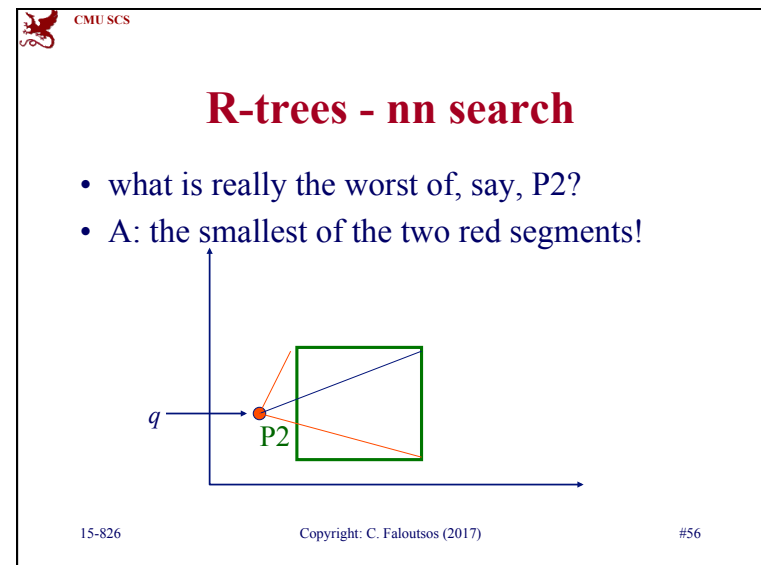 CMU SCS
R-trees - nn search
• what is really the worst of, say, P2?
• A: the smallest of the two red segments!
q
P2
15-826 Copyright: C. Faloutsos (2017) #56